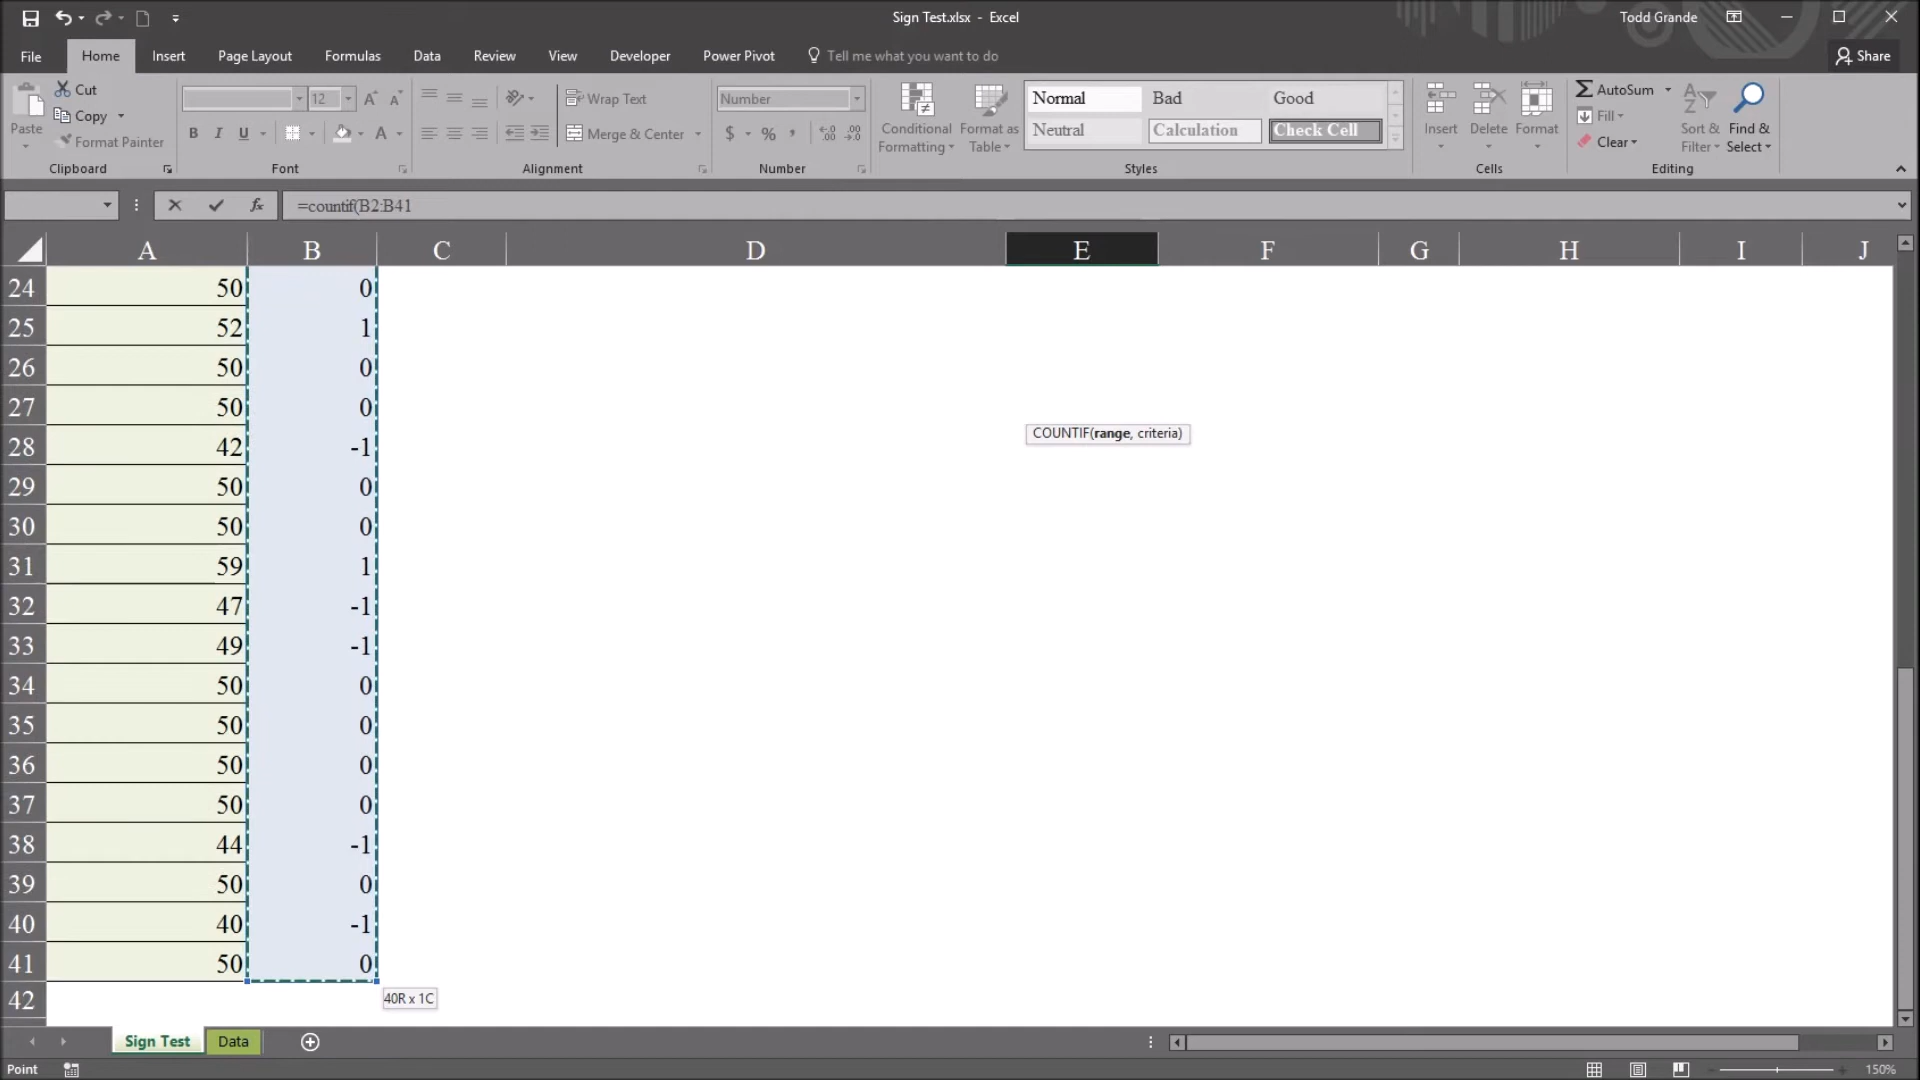 Sign Test.xlsx - Excel
Todd Grande
File Home Insert Page Layout Formulas Data Review View Developer Power Pivot Tell me what you want to do Share
Paste
Cut
Copy
Format Painter
Clipboard
12
B I U
Font
Wrap Text
Merge & Center
Alignment
Number
$ % ,
Number
Conditional Formatting
Format as Table
Normal Bad Good
Neutral Calculation Check Cell
Styles
Insert Delete Format
Cells
AutoSum
Fill
Clear
Sort & Filter
Find & Select
Editing
fx =countif(B2:B41
A B C D E F G H I J
24 50 0
25 52 1
26 50 0
27 50 0
28 42 -1
COUNTIF(range, criteria)
29 50 0
30 50 0
31 59 1
32 47 -1
33 49 -1
34 50 0
35 50 0
36 50 0
37 50 0
38 44 -1
39 50 0
40 40 -1
41 50 0
42
40R x 1C
Sign Test Data
Point
150%